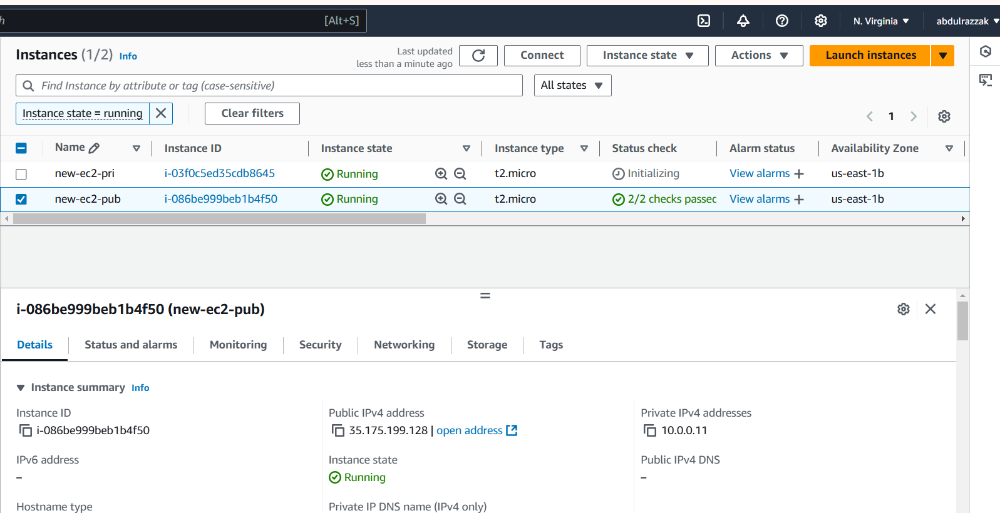 h [Alt+S] N. Virginia ▼ abdulrazzak ▼
Instances (1/2) Info
Last updated
less than a minute ago
Connect Instance state ▼ Actions ▼ Launch instances ▼
Find Instance by attribute or tag (case-sensitive) All states ▼
Instance state = running Clear filters
1
Name Instance ID Instance state Instance type Status check Alarm status Availability Zone
new-ec2-pri i-03f0c5ed35cdb8645 Running t2.micro Initializing View alarms + us-east-1b
new-ec2-pub i-086be999beb1b4f50 Running t2.micro 2/2 checks passec View alarms + us-east-1b
i-086be999beb1b4f50 (new-ec2-pub)
Details Status and alarms Monitoring Security Networking Storage Tags
▼ Instance summary Info
Instance ID Public IPv4 address Private IPv4 addresses
i-086be999beb1b4f50 35.175.199.128 | open address 10.0.0.11
IPv6 address Instance state Public IPv4 DNS
– Running –
Hostname type Private IP DNS name (IPv4 only)